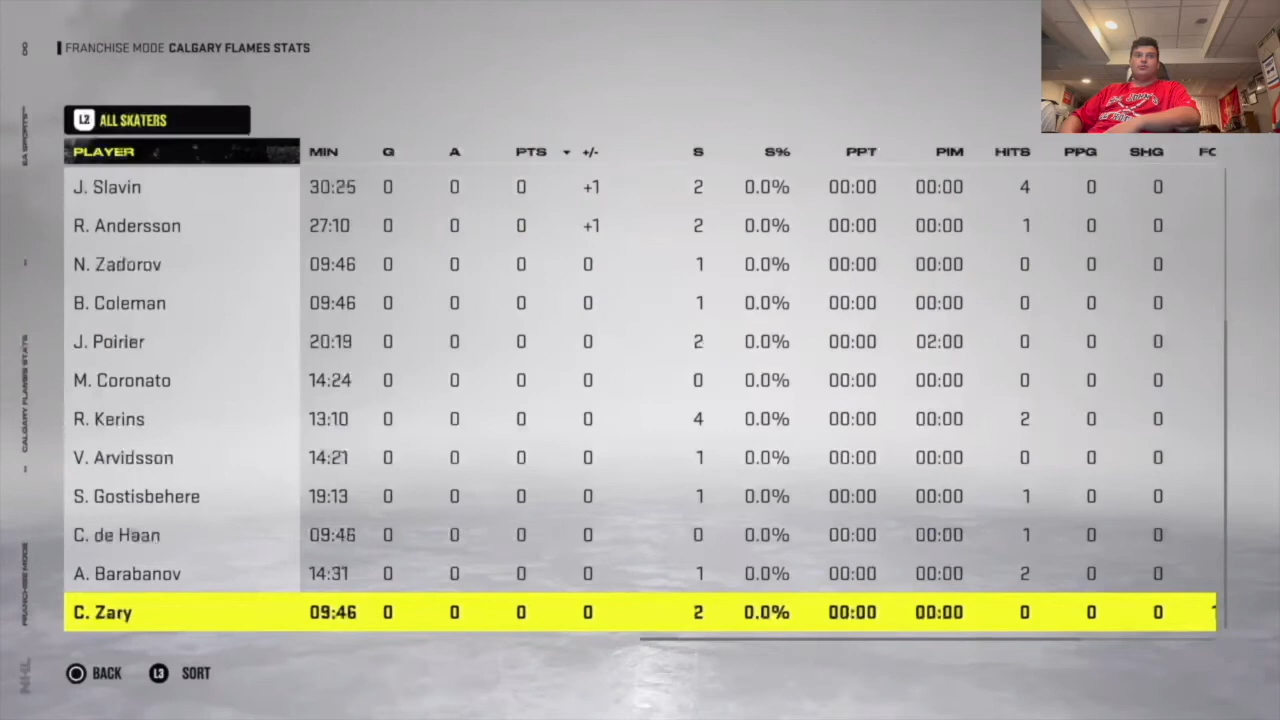 FRANCHISE MODE CALGARY FLAMES STATS
L2 ALL SKATERS
PLAYER MIN G A PTS +/- S S% PPT PIM HITS PPG SHG
J. Slavin 30:25 0 0 0 +1 2 0.0% 00:00 00:00 4 0 0
R. Andersson 27:10 0 0 0 +1 2 0.0% 00:00 00:00 1 0 0
N. Zadorov 09:46 0 0 0 0 1 0.0% 00:00 00:00 0 0 0
B. Coleman 09:46 0 0 0 0 1 0.0% 00:00 00:00 0 0 0
J. Poirier 20:19 0 0 0 0 2 0.0% 00:00 02:00 0 0 0
M. Coronato 14:24 0 0 0 0 0 0.0% 00:00 00:00 0 0 0
R. Kerins 13:10 0 0 0 0 4 0.0% 00:00 00:00 2 0 0
V. Arvidsson 14:21 0 0 0 0 1 0.0% 00:00 00:00 0 0 0
S. Gostisbehere 19:13 0 0 0 0 1 0.0% 00:00 00:00 1 0 0
C. de Haan 09:46 0 0 0 0 0 0.0% 00:00 00:00 1 0 0
A. Barabanov 14:31 0 0 0 0 1 0.0% 00:00 00:00 2 0 0
C. Zary 09:46 0 0 0 0 2 0.0% 00:00 00:00 0 0 0
BACK L3 SORT
EA SPORTS
CALGARY FLAMES STATS
FRANCHISE MODE
NHL